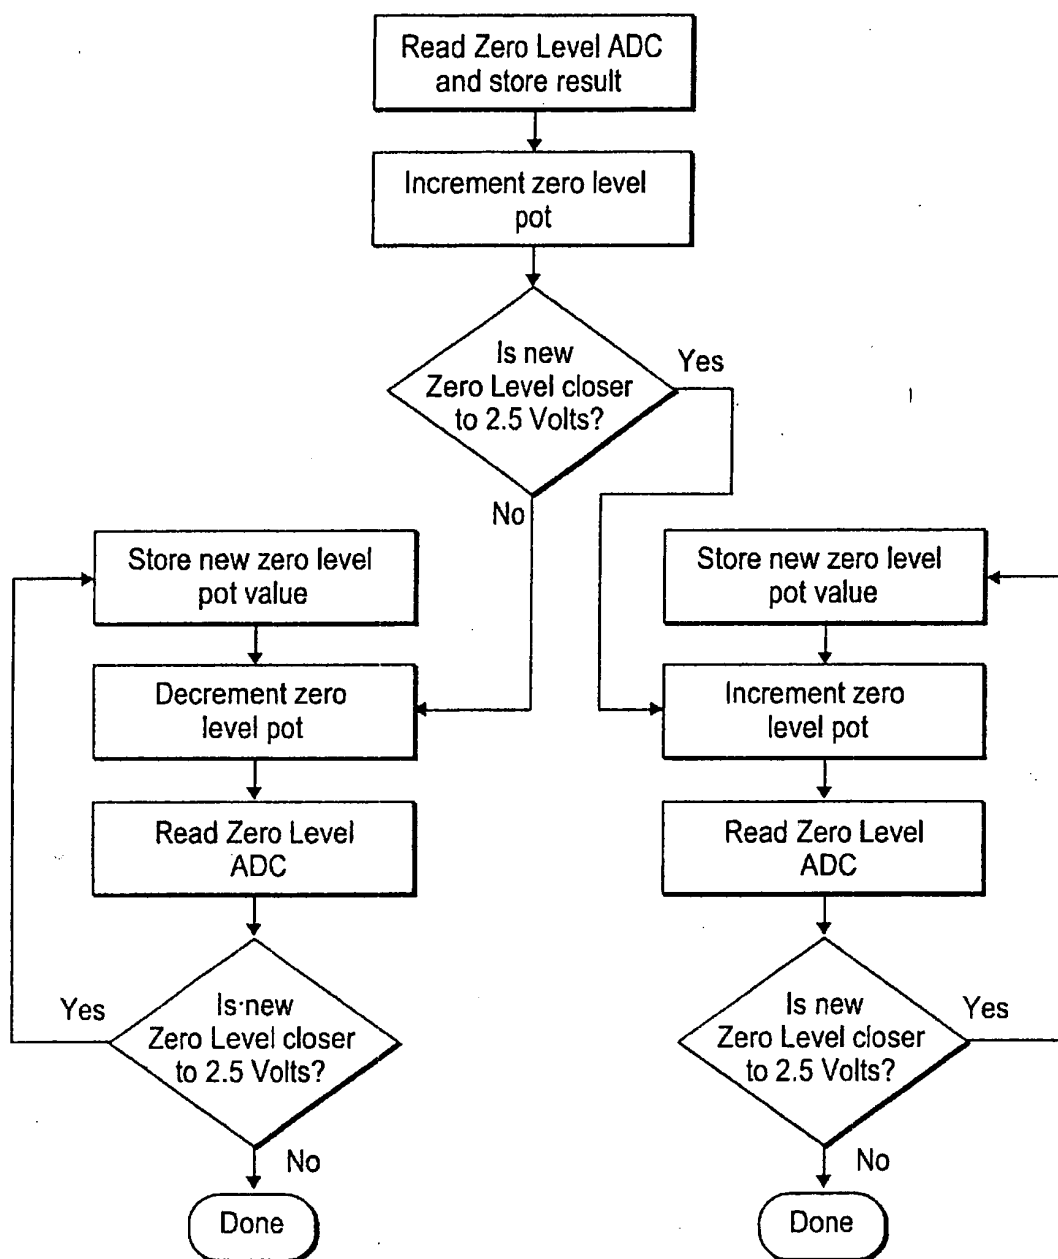 Read Zero Level ADC
and store result
Increment zero level
pot
Is new
Zero Level closer
to 2.5 Volts?
Yes
No
Store new zero level
pot value
Decrement zero
level pot
Read Zero Level
ADC
Is new
Zero Level closer
to 2.5 Volts?
Yes
No
Done
Store new zero level
pot value
Increment zero
level pot
Read Zero Level
ADC
Is new
Zero Level closer
to 2.5 Volts?
Yes
No
Done